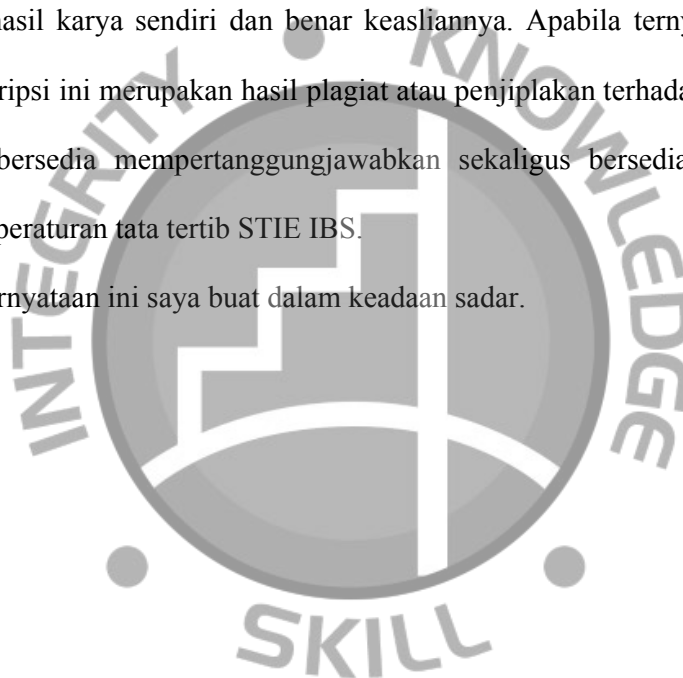 hasil karya sendiri dan benar keasliannya. Apabila terny
ripsi ini merupakan hasil plagiat atau penjiplakan terhada
bersedia mempertanggungjawabkan sekaligus bersedia
peraturan tata tertib STIE IBS.
rnyataan ini saya buat dalam keadaan sadar.
INTEGRITY
KNOWLEDGE
SKILL